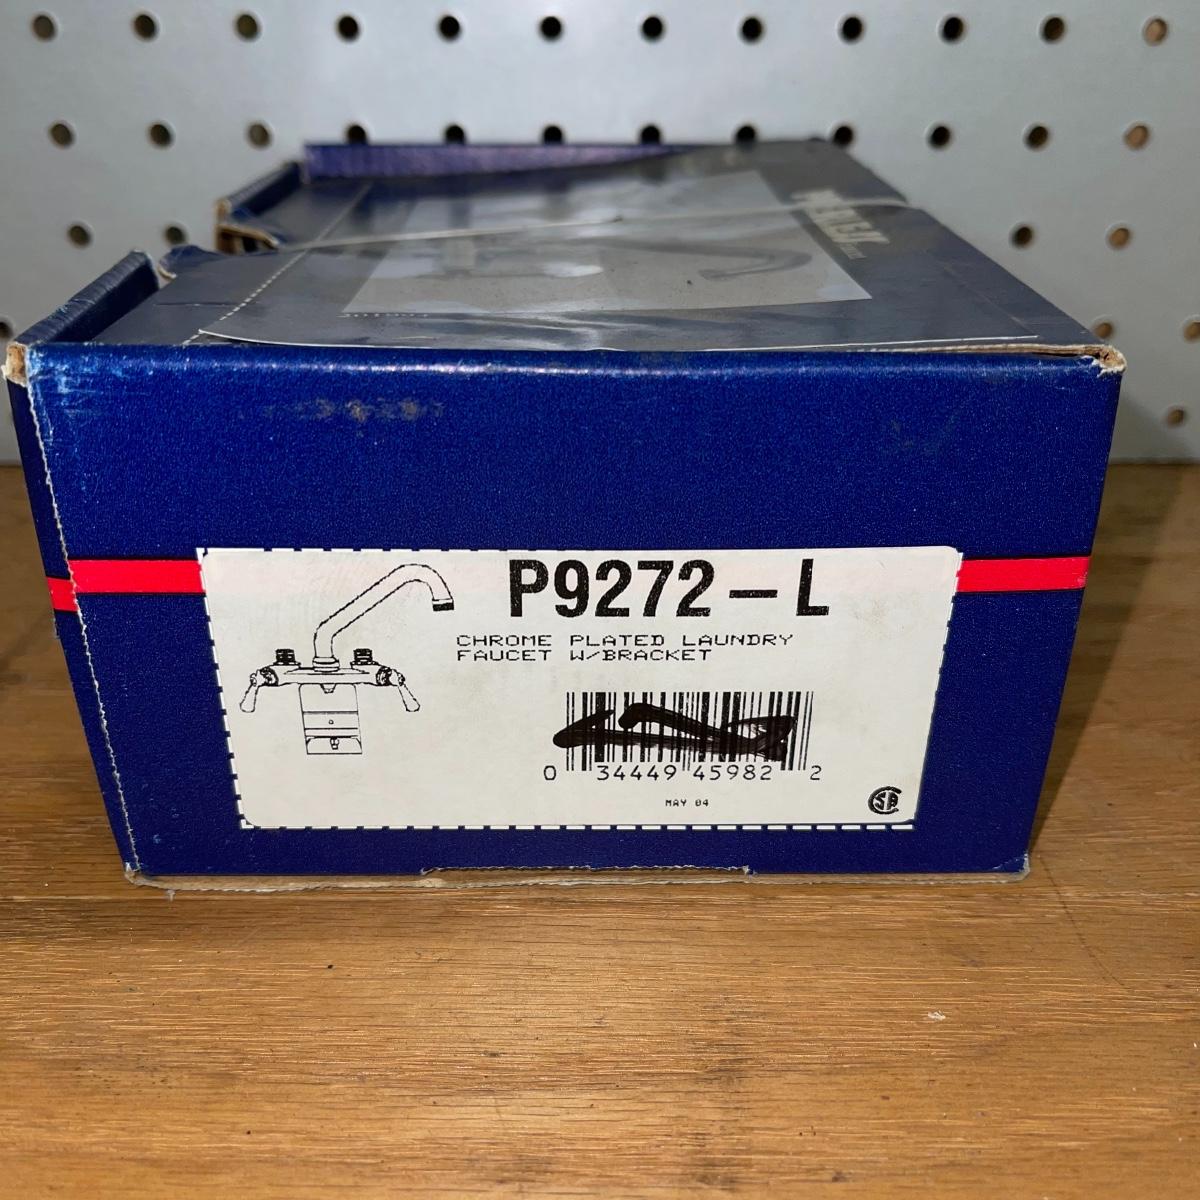 P9272-L
CHROME PLATED LAUNDRY
FAUCET W/BRACKET
0 34449 45982 2
MAY 04